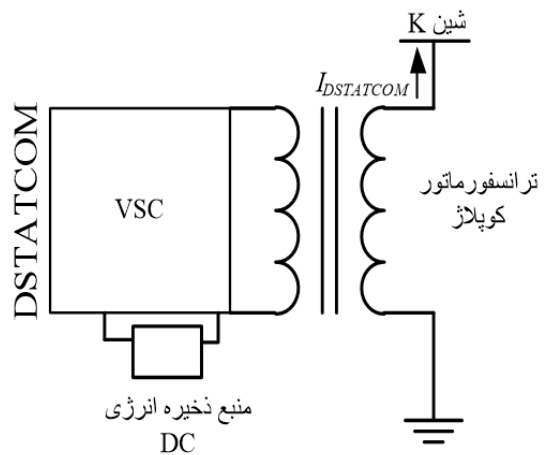 شین K
I_DSTATCOM
DSTATCOM
VSC
ترانسفورماتور
کوپلاژ
منبع ذخیره انرژی
DC